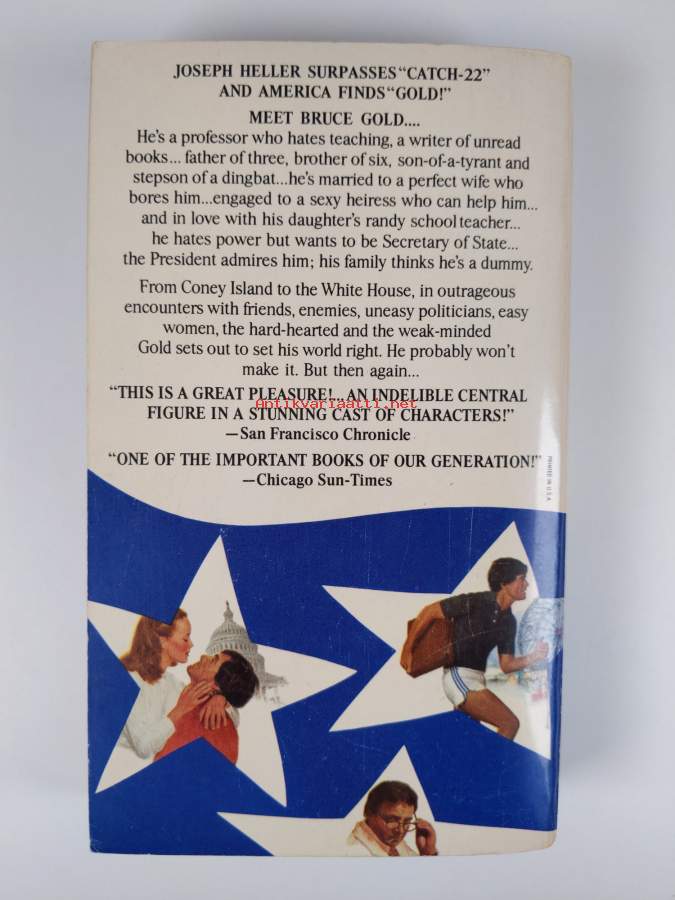 JOSEPH HELLER SURPASSES "CATCH-22"
AND AMERICA FINDS "GOLD!"
MEET BRUCE GOLD....
He's a professor who hates teaching, a writer of unread
books... father of three, brother of six, son-of-a-tyrant and
stepson of a dingbat...he's married to a perfect wife who
bores him...engaged to a sexy heiress who can help him...
and in love with his daughter's randy school teacher...
he hates power but wants to be Secretary of State...
the President admires him; his family thinks he's a dummy.
From Coney Island to the White House, in outrageous
encounters with friends, enemies, uneasy politicians, easy
women, the hard-hearted and the weak-minded
Gold sets out to set his world right. He probably won't
make it. But then again...
"THIS IS A GREAT PLEASURE!...AN INDELIBLE CENTRAL
Antikvariaatti.net
FIGURE IN A STUNNING CAST OF CHARACTERS!"
—San Francisco Chronicle
"ONE OF THE IMPORTANT BOOKS OF OUR GENERATION!"
—Chicago Sun-Times
PRINTED IN U.S.A.